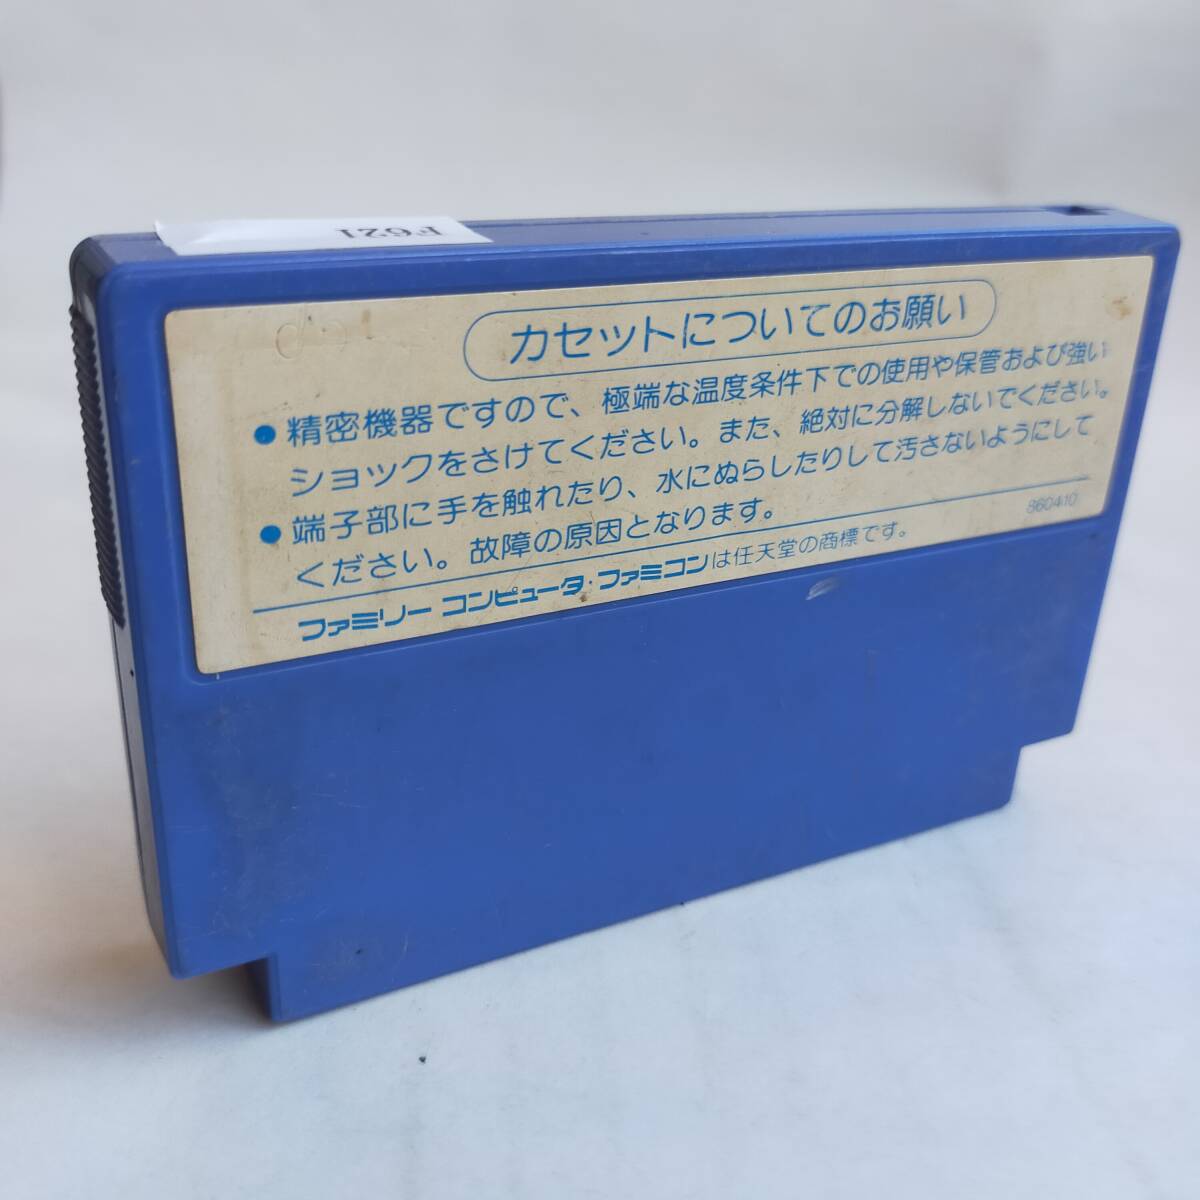 F621
カセットについてのお願い
●精密機器ですので、極端な温度条件下での使用や保管および強い
ショックをさけてください。また、絶対に分解しないでください。
●端子部に手を触れたり、水にぬらしたりして汚さないようにして
ください。故障の原因となります。
860410
ファミリー コンピュータ・ファミコンは任天堂の商標です。